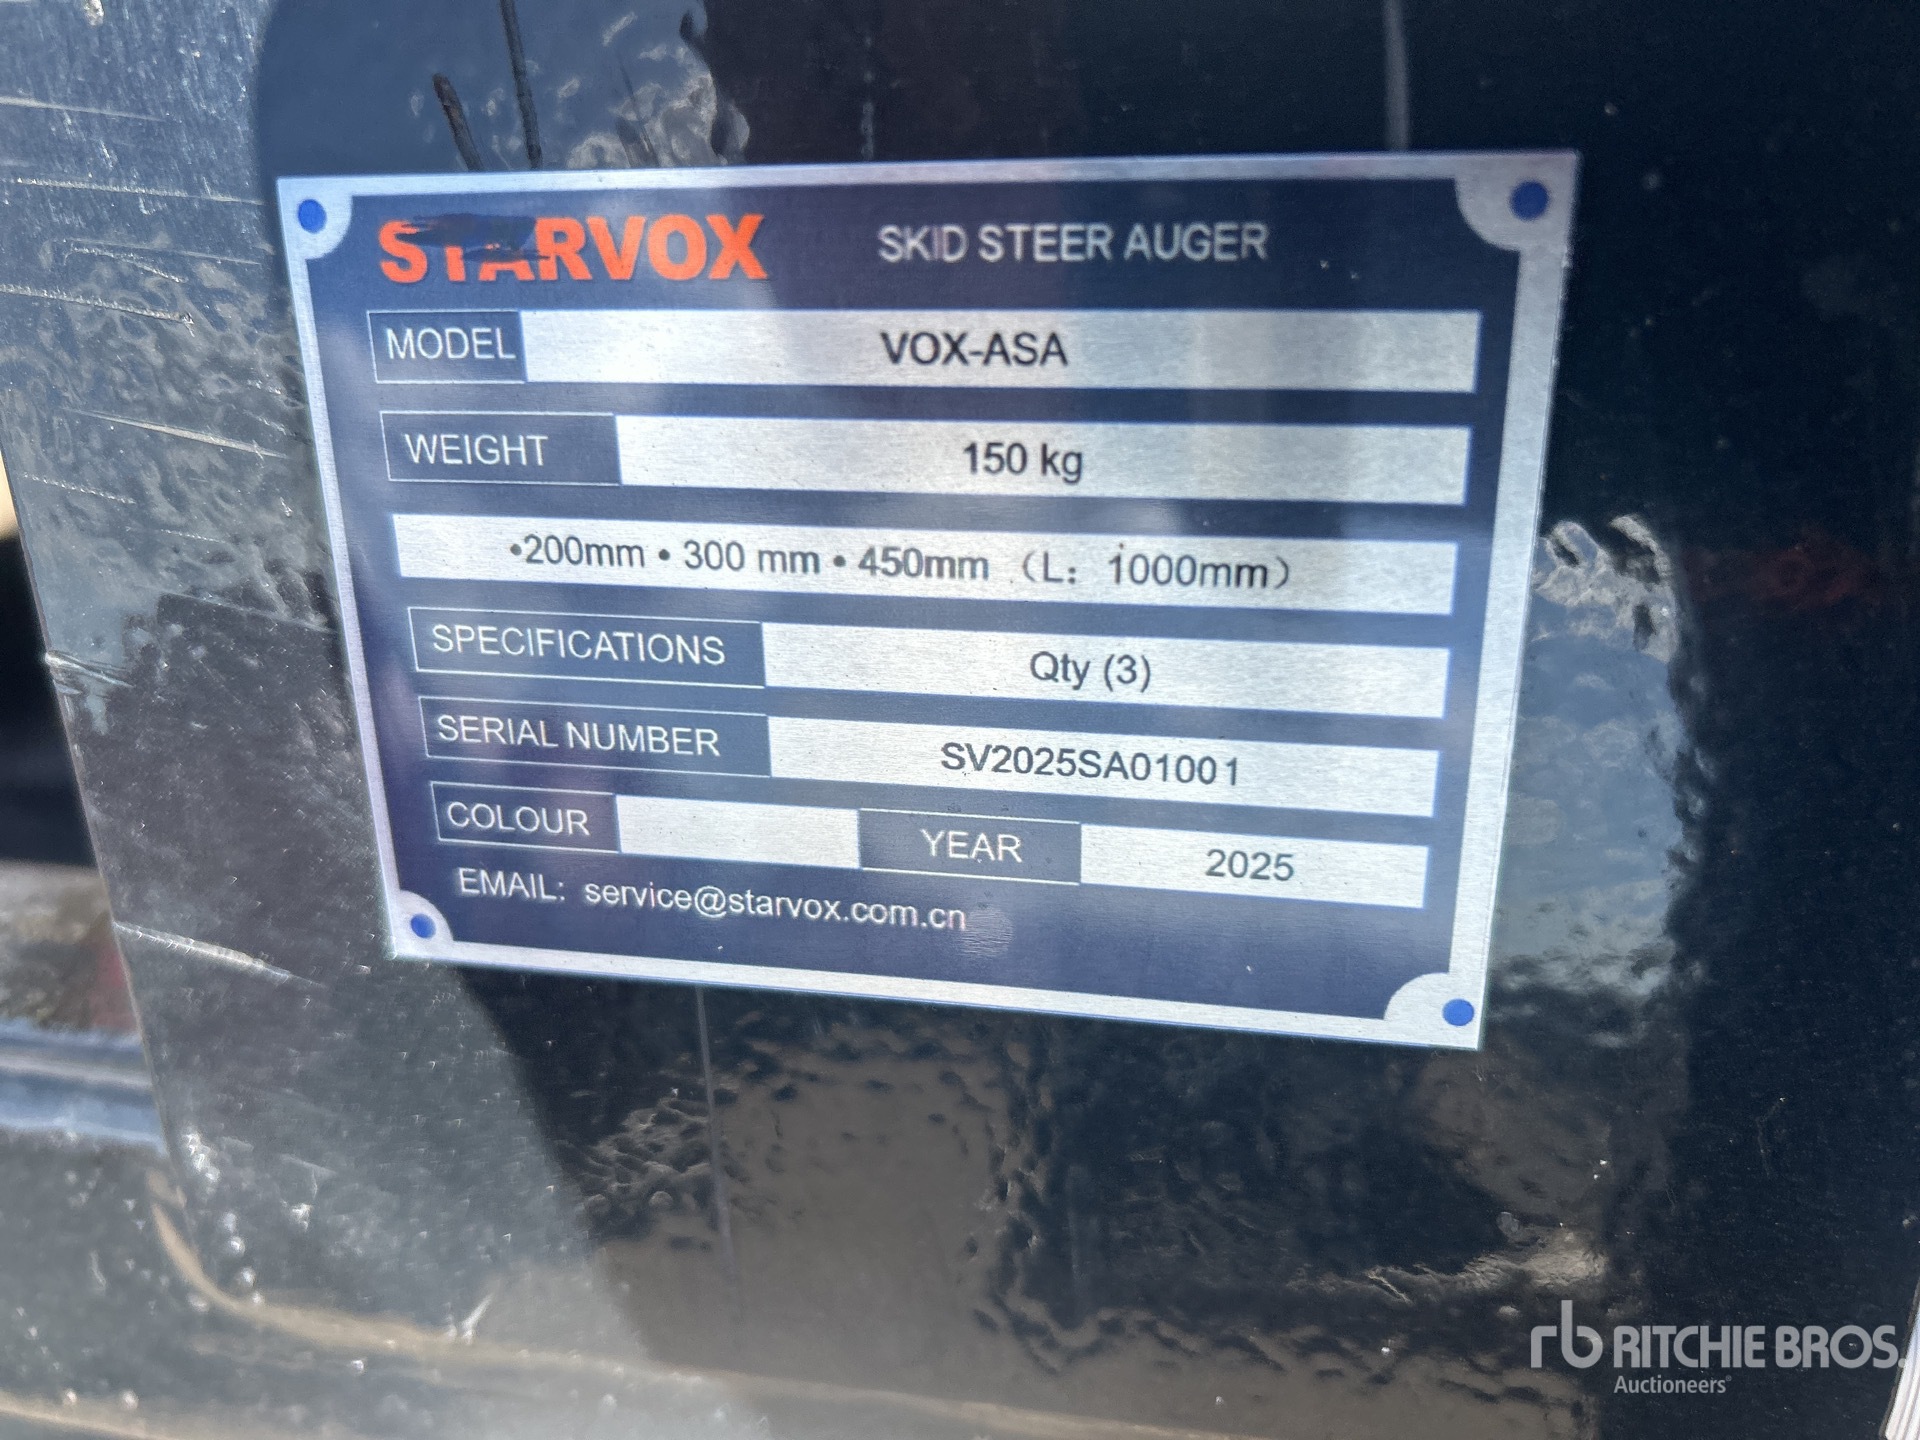 STARVOX SKID STEER AUGER
MODEL VOX-ASA
WEIGHT 150 kg
•200mm • 300 mm • 450mm （L： 1000mm）
SPECIFICATIONS Qty (3)
SERIAL NUMBER SV2025SA01001
COLOUR YEAR 2025
EMAIL: service@starvox.com.cn
rb RITCHIE BROS.
Auctioneers®